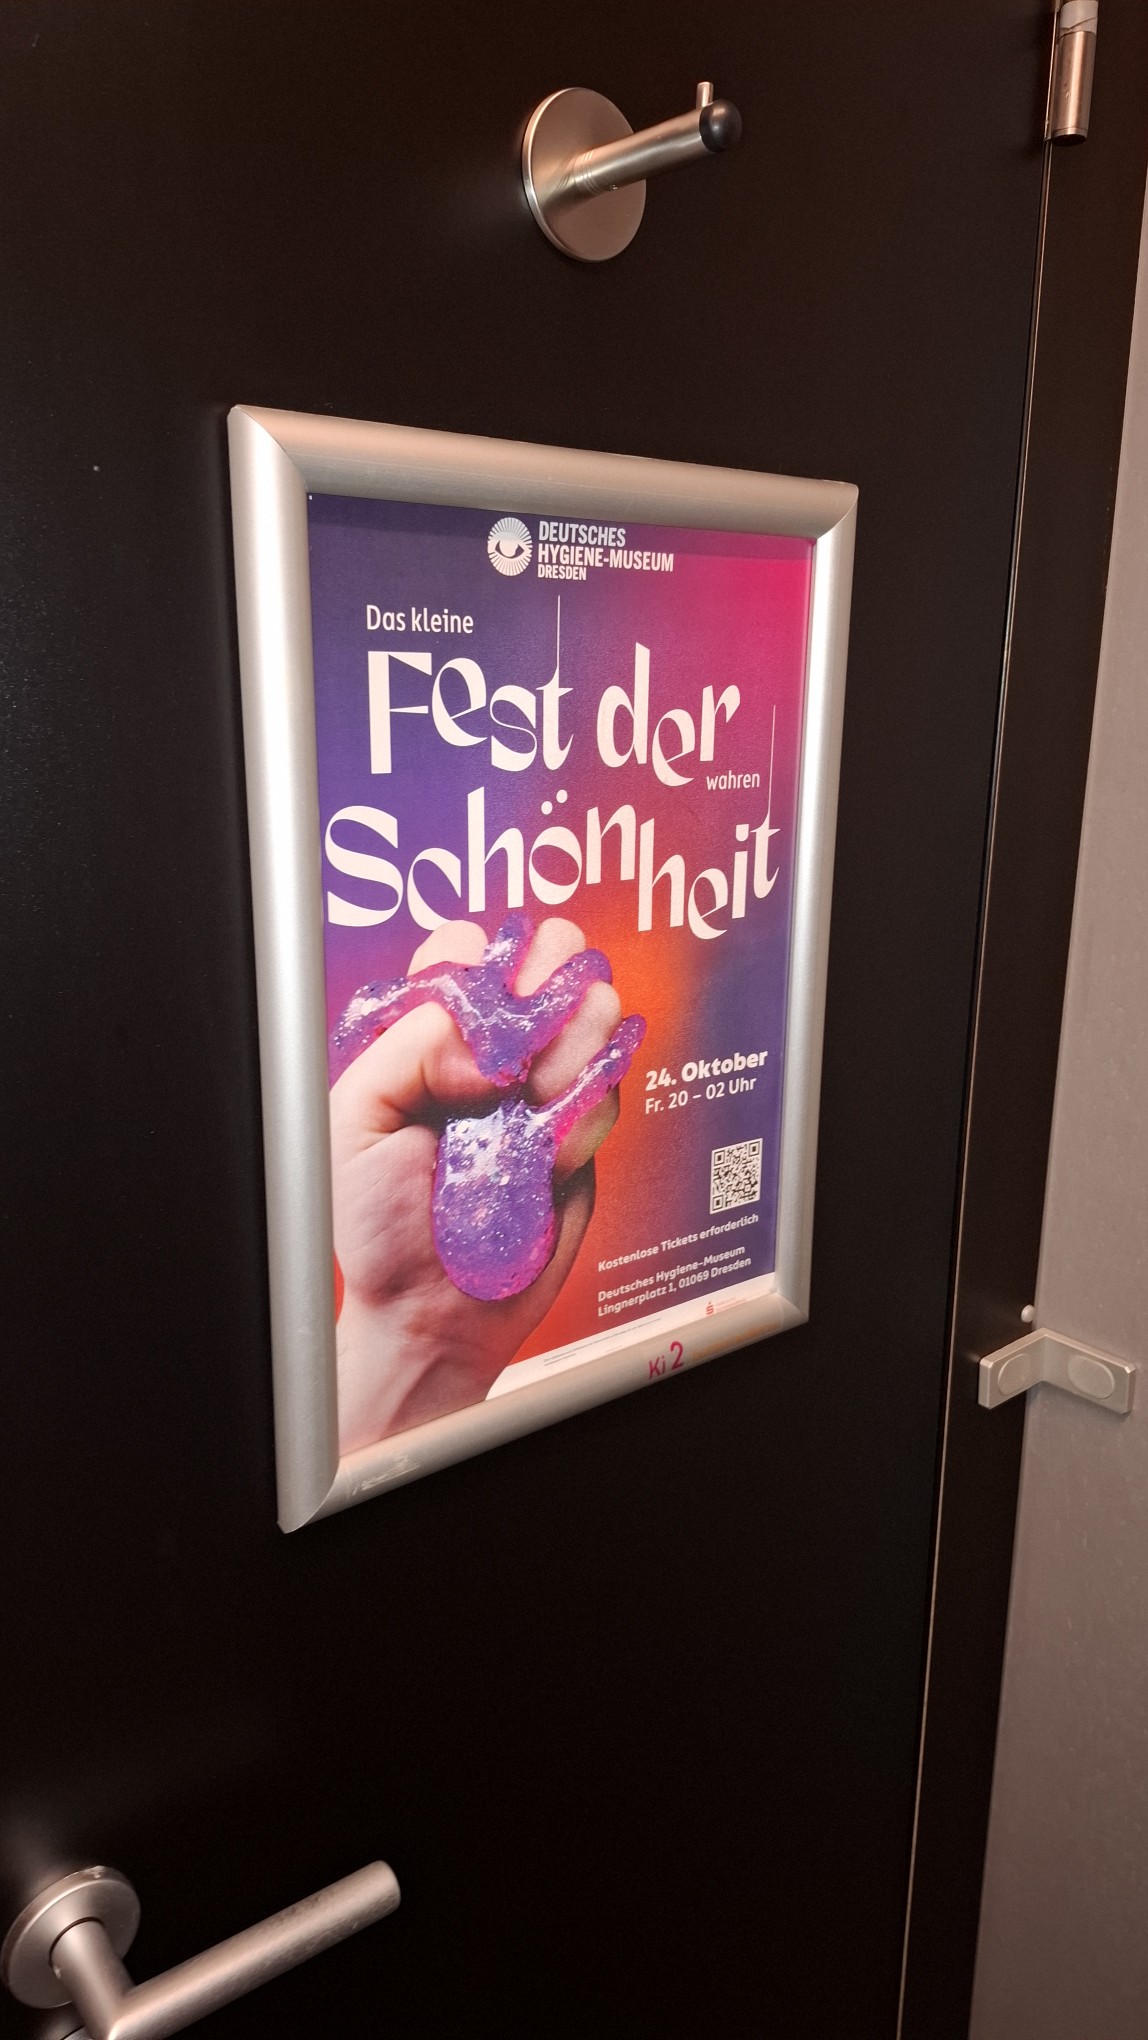 DEUTSCHES
HYGIENE-MUSEUM
DRESDEN
Das kleine
Fest der
wahren
Schönheit
24. Oktober
Fr. 20 – 02 Uhr
Kostenlose Tickets erforderlich
Deutsches Hygiene-Museum
Lingnerplatz 1, 01069 Dresden
Ki 2